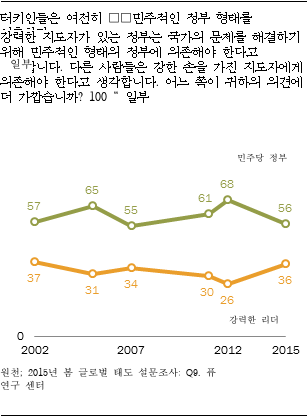 터키인들은 여전히 □□민주적인 정부 형태를
강력한 지도자가 있는 정부는 국가의 문제를 해결하기
위해 민주적인 형태의 정부에 의존해야 한다고
일부 니다. 다른 사람들은 강한 손을 가진 지도자에게
의존해야 한다고 생각합니다. 어느 쪽이 귀하의 의견에
더 가깝습니까? 100 “ 일부
민주당 정부
57 65 55 61 68 56
37 31 34 30 26 36
강력한 리더
0
2002 2007 2012 2015
원천; 2015년 봄 글로벌 태도 설문조사: Q9. 퓨
연구 센터